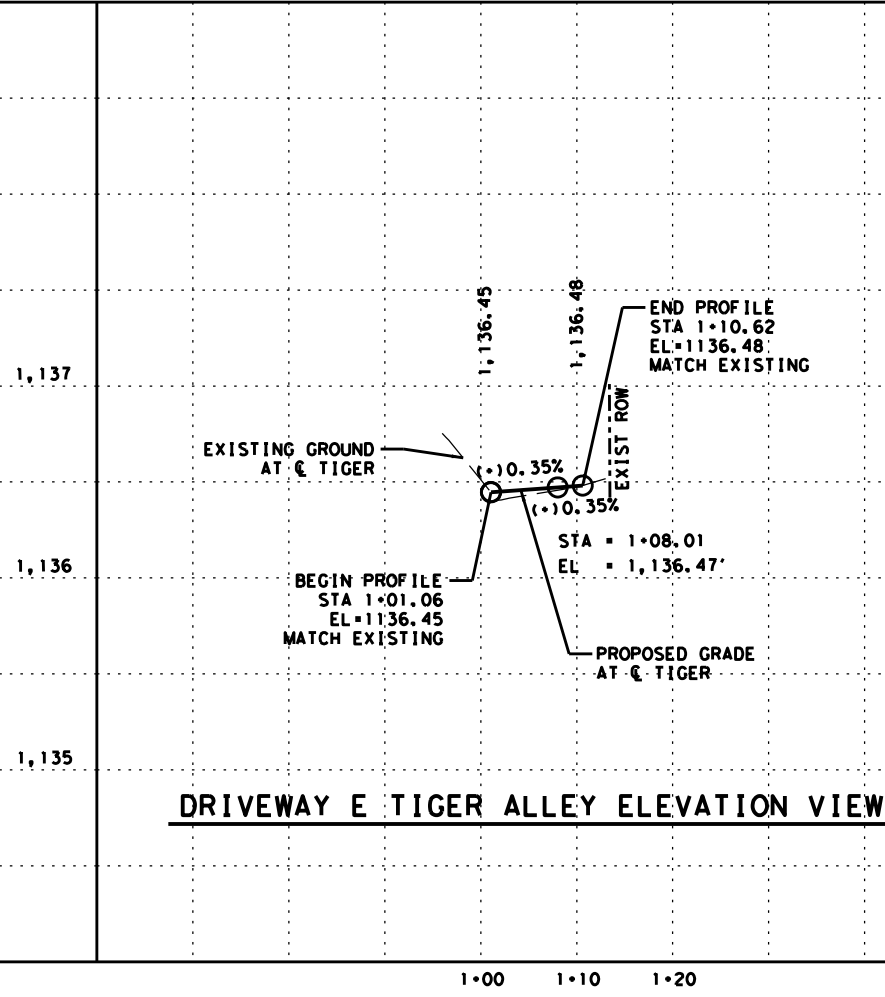 1,136.45
1,136.48
END PROFILE
STA 1+10.62
EL=1136.48
MATCH EXISTING
1,137
EXIST ROW
EXISTING GROUND
AT ℄ TIGER
(+)0.35%
(+)0.35%
STA = 1+08.01
EL = 1,136.47'
1,136
BEGIN PROFILE
STA 1+01.06
EL=1136.45
MATCH EXISTING
PROPOSED GRADE
AT ℄ TIGER
1,135
DRIVEWAY E TIGER ALLEY ELEVATION VIEW
1+00 1+10 1+20